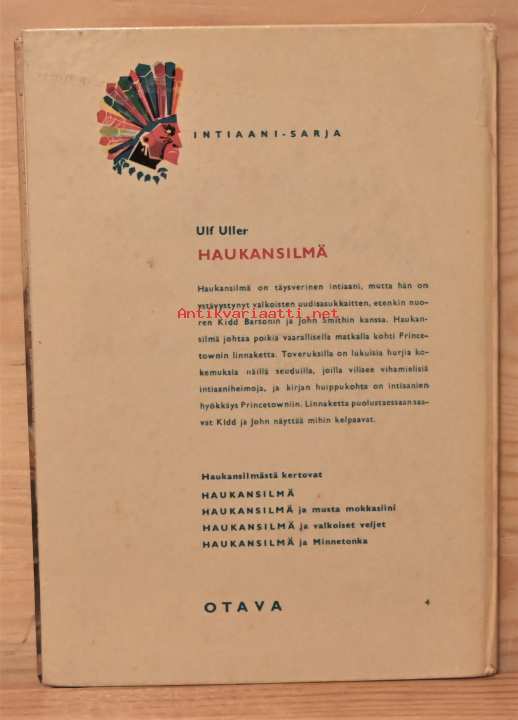 INTIAANI-SARJA
Ulf Uller
HAUKANSILMÄ
Haukansilmä on täysverinen intiaani, mutta hän on
ystävystynyt valkoisten uudisasukkaitten, etenkin nuo-
Antikvariaatti.net
ren Kidd Barsonin ja John Smithin kanssa. Haukan-
silmä johtaa poikia vaarallisella matkalla kohti Prince-
townin linnaketta. Toveruksilla on lukuisia hurjia ko-
kemuksia näillä seuduilla, joilla vilisee vihamielisiä
intiaaniheimoja, ja kirjan huippukohta on intiaanien
hyökkäys Princetowniin. Linnaketta puolustaessaan saa-
vat Kidd ja John näyttää mihin kelpaavat.
Haukansilmästä kertovat
HAUKANSILMÄ
HAUKANSILMÄ ja musta mokkasiini
HAUKANSILMÄ ja valkoiset veljet
HAUKANSILMÄ ja Minnetonka
OTAVA 4